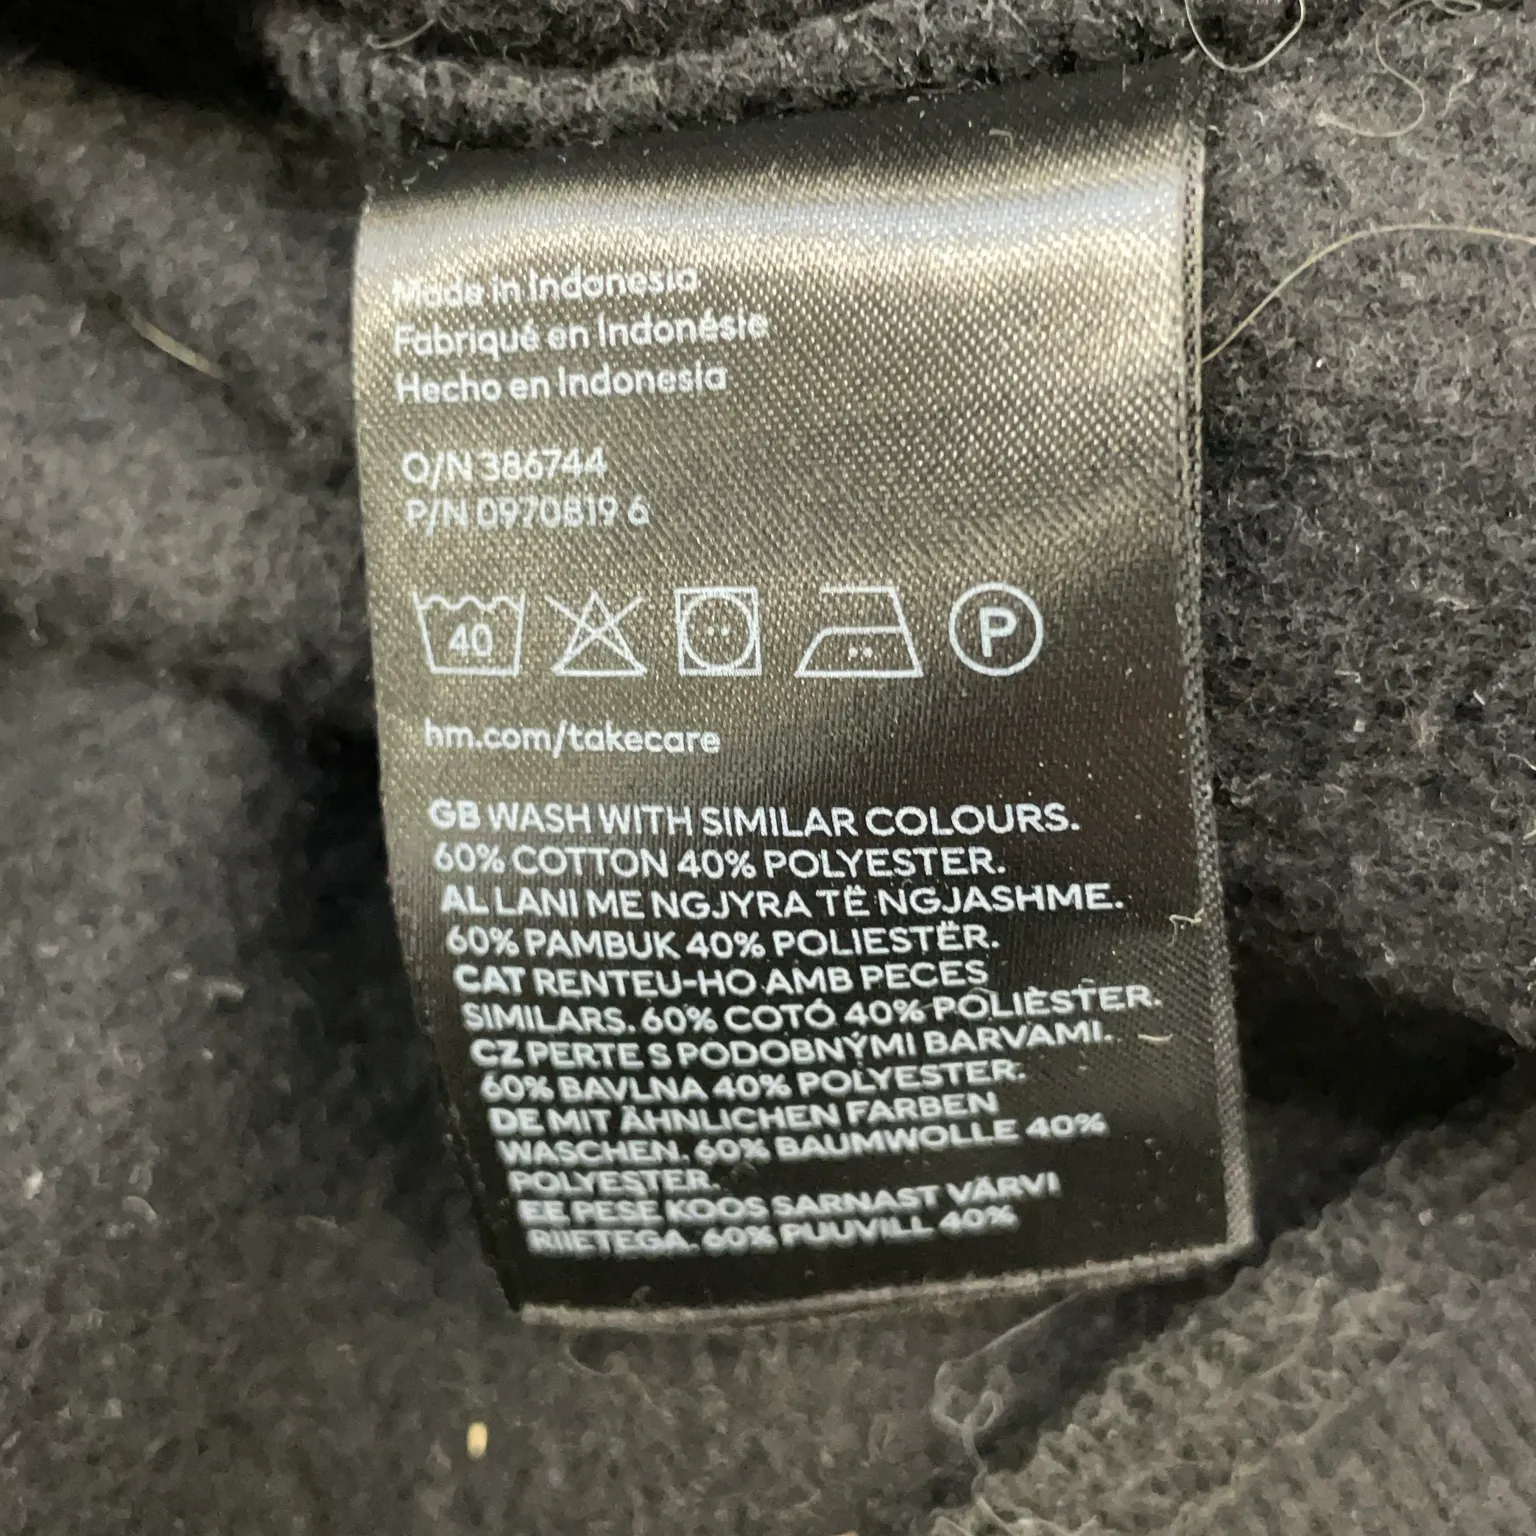 Made in Indonesia
Fabriqué en Indonésie
Hecho en Indonesia
O/N 386744
P/N 0970819 6
40
P
hm.com/takecare
GB WASH WITH SIMILAR COLOURS.
60% COTTON 40% POLYESTER.
AL LANI ME NGJYRA TË NGJASHME.
60% PAMBUK 40% POLIESTËR.
CAT RENTEU-HO AMB PECES
SIMILARS. 60% COTÓ 40% POLIÈSTER.
CZ PERTE S PODOBNÝMI BARVAMI.
60% BAVLNA 40% POLYESTER.
DE MIT ÄHNLICHEN FARBEN
WASCHEN. 60% BAUMWOLLE 40%
POLYESTER.
EE PESE KOOS SARNAST VÄRVI
RIIETEGA. 60% PUUVILL 40%